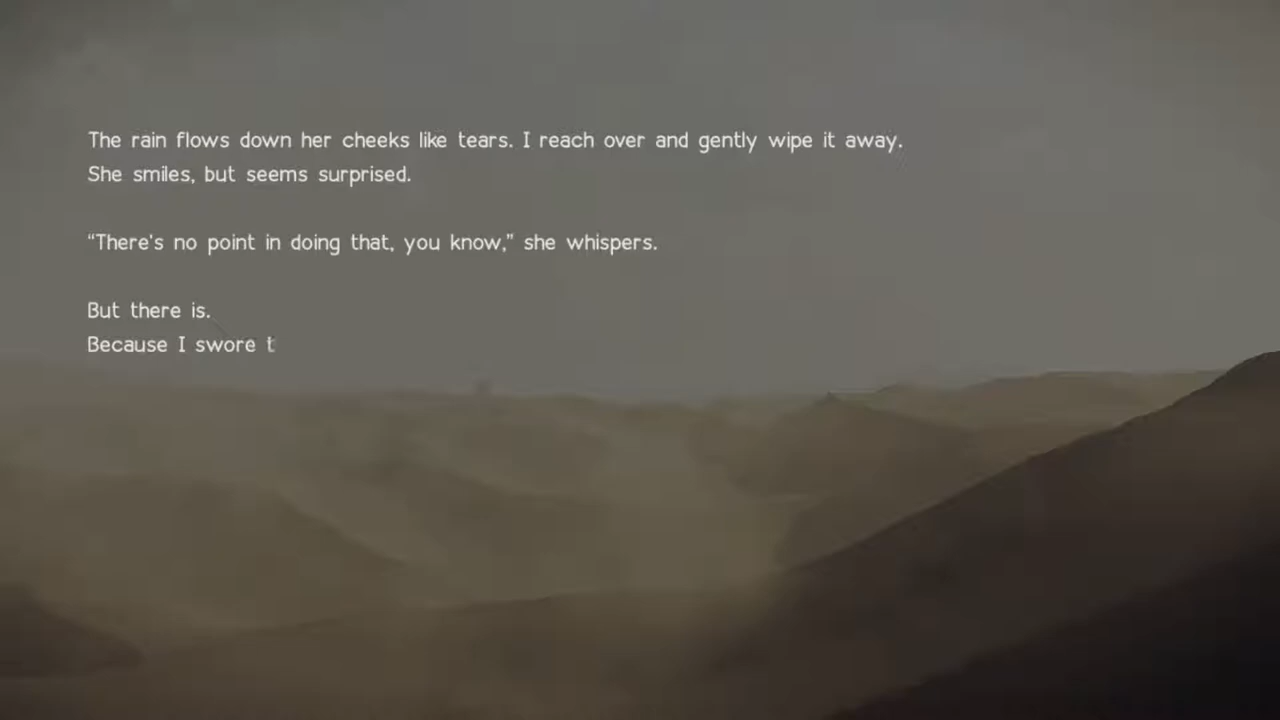 The rain flows down her cheeks like tears. I reach over and gently wipe it away.
She smiles, but seems surprised.
“There's no point in doing that, you know,” she whispers.
But there is.
Because I swore t